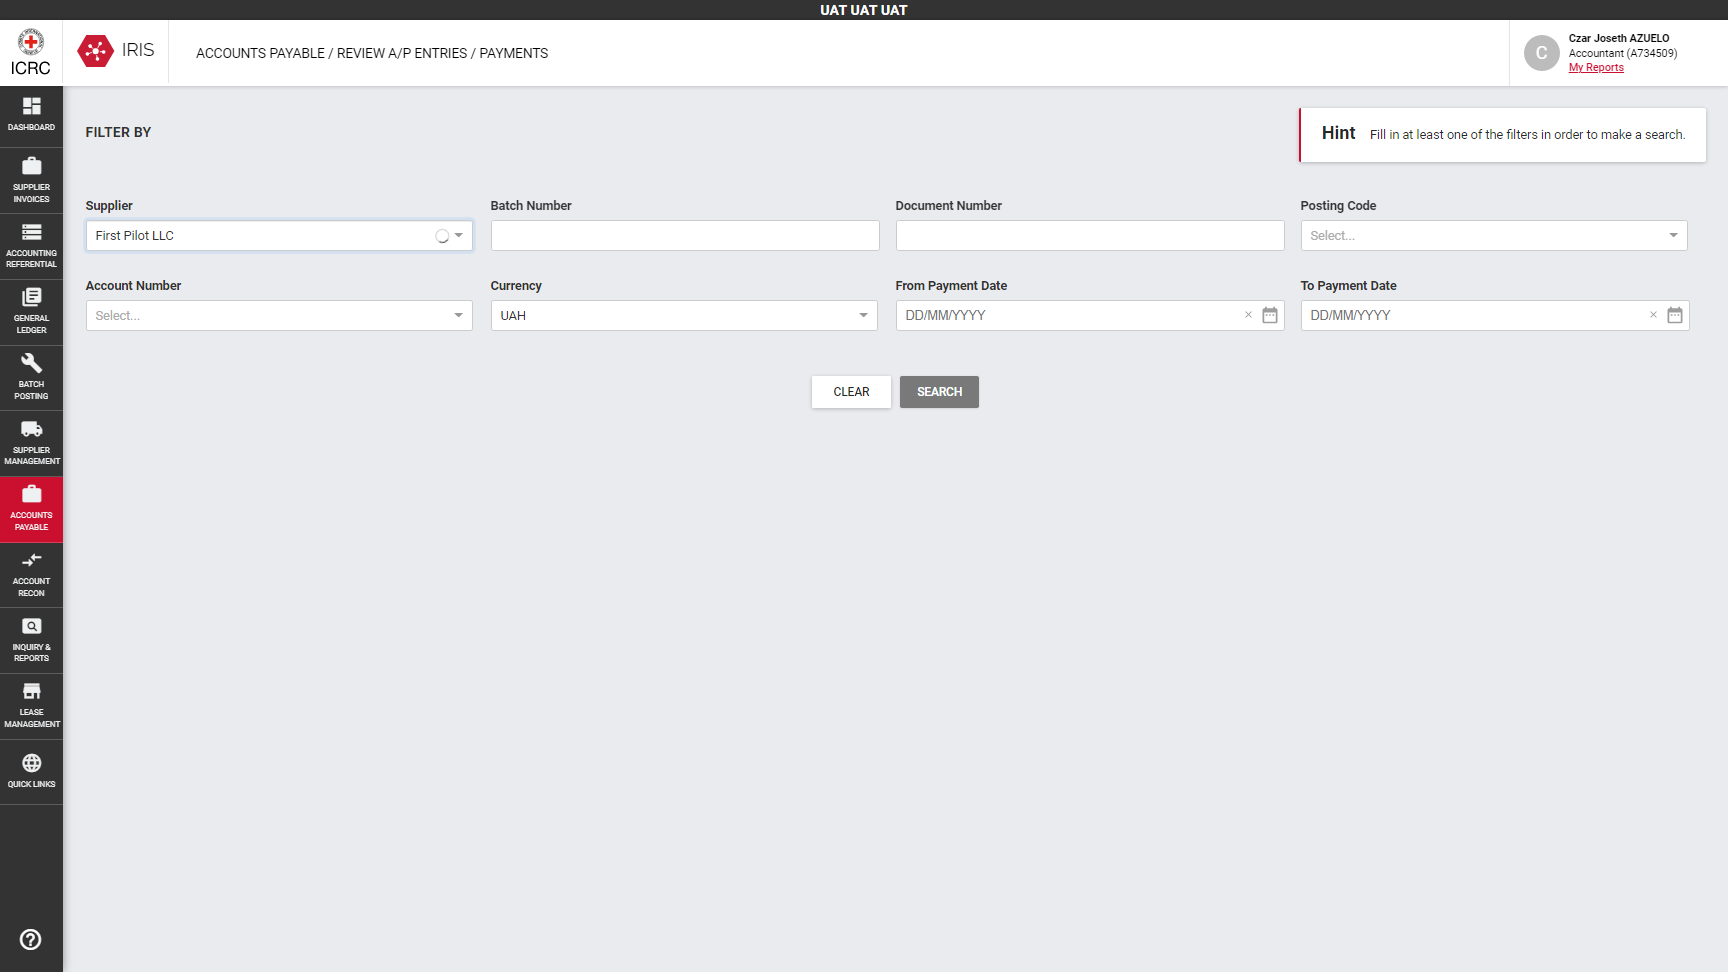 UAT UAT UAT
ICRC
IRIS
ACCOUNTS PAYABLE / REVIEW A/P ENTRIES / PAYMENTS
C
Czar Joseth AZUELO
Accountant (A734509)
My Reports
DASHBOARD
SUPPLIER
INVOICES
ACCOUNTING
REFERENTIAL
GENERAL
LEDGER
BATCH
POSTING
SUPPLIER
MANAGEMENT
ACCOUNTS
PAYABLE
ACCOUNT
RECON
INQUIRY &
REPORTS
LEASE
MANAGEMENT
QUICK LINKS
FILTER BY
Hint Fill in at least one of the filters in order to make a search.
Supplier Batch Number Document Number Posting Code
First Pilot LLC Select...
Account Number Currency From Payment Date To Payment Date
Select... UAH DD/MM/YYYY × DD/MM/YYYY ×
CLEAR SEARCH